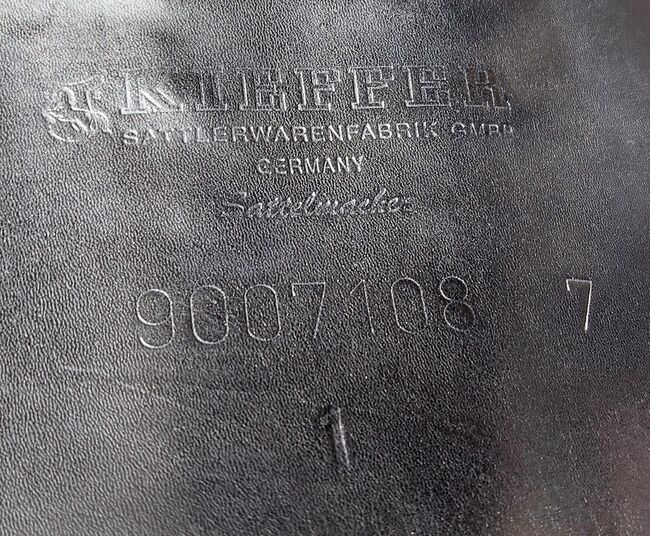 KIEFFER
SATTLERWARENFABRIK GMBH
GERMANY
Sattelmacher
9007108 7
1